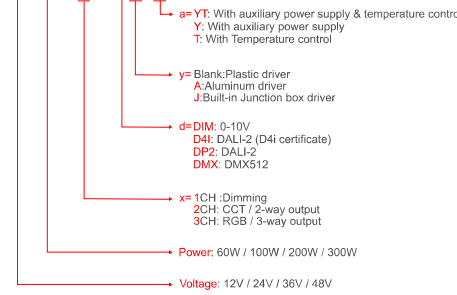 a=YT: With auxiliary power supply & temperature contro
Y: With auxiliary power supply
T: With Temperature control
y= Blank:Plastic driver
A:Aluminum driver
J:Built-in Junction box driver
d=DIM: 0-10V
D4I: DALI-2 (D4i certificate)
DP2: DALI-2
DMX: DMX512
x= 1CH :Dimming
2CH: CCT / 2-way output
3CH: RGB / 3-way output
Power: 60W / 100W / 200W / 300W
Voltage: 12V / 24V / 36V / 48V